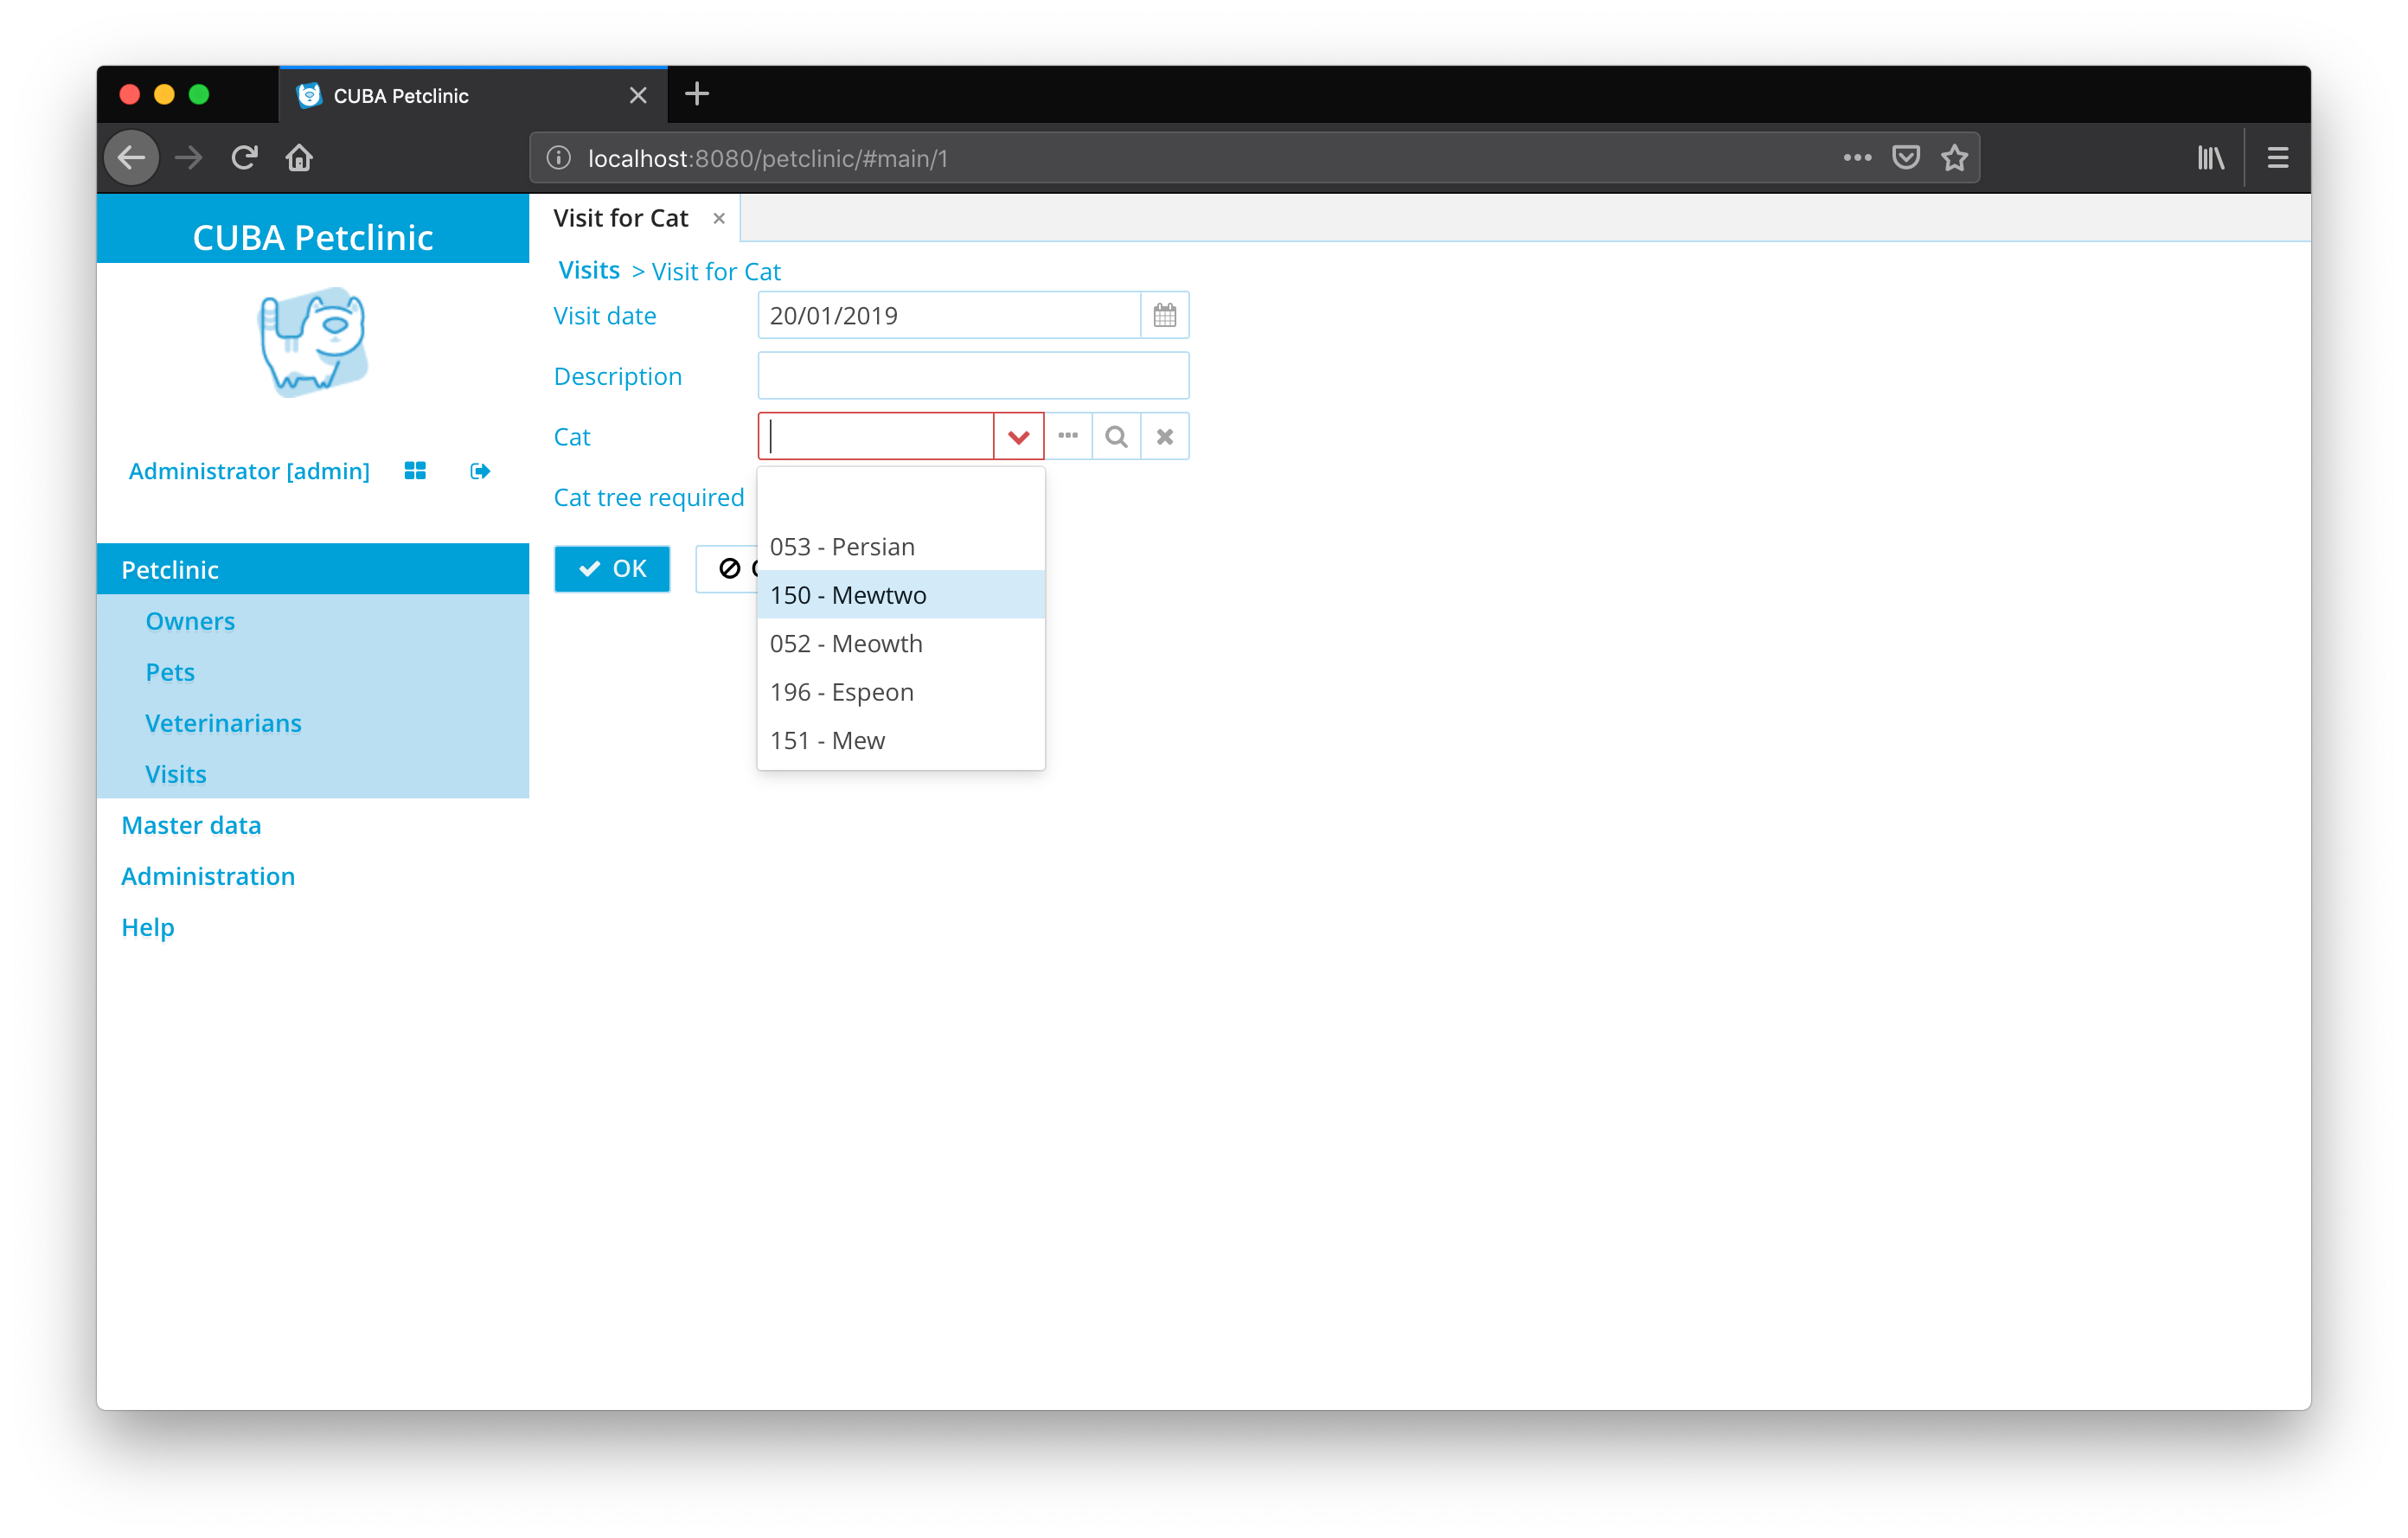 CUBA Petclinic
localhost:8080/petclinic/#main/1
CUBA Petclinic
Administrator [admin]
Petclinic
Owners
Pets
Veterinarians
Visits
Master data
Administration
Help
Visit for Cat
Visits > Visit for Cat
Visit date 20/01/2019
Description
Cat
Cat tree required
053 - Persian
150 - Mewtwo
052 - Meowth
196 - Espeon
151 - Mew
OK